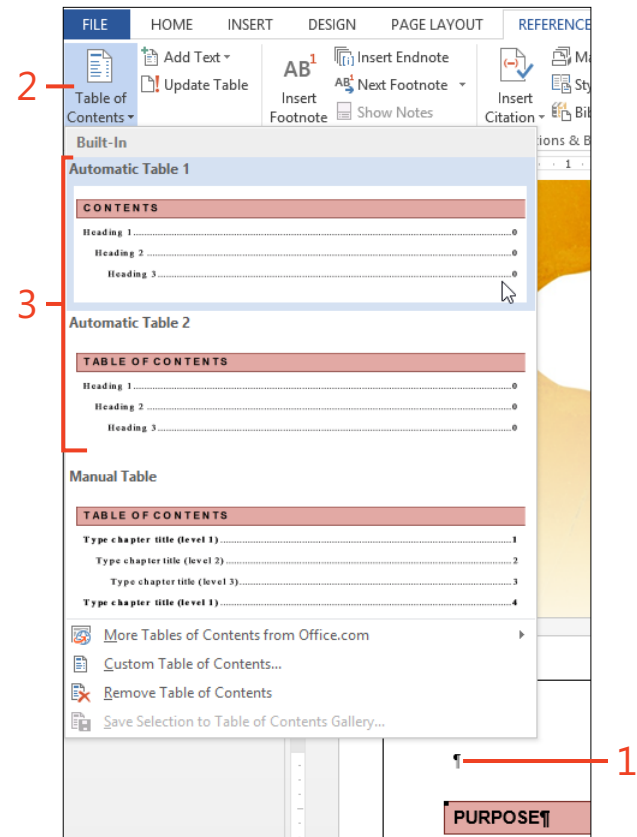 FILE HOME INSERT DESIGN PAGE LAYOUT REFERENCE
Add Text
Update Table
Table of
Contents
AB1
Insert
Footnote
Insert Endnote
AB1 Next Footnote
Show Notes
Insert
Citation
Ma
Sty
Bib
ions & B
2
Built-In
1
3
Automatic Table 1
CONTENTS
Heading 1........................0
Heading 2........................0
Heading 3........................0
Automatic Table 2
TABLE OF CONTENTS
Heading 1........................0
Heading 2........................0
Heading 3........................0
Manual Table
TABLE OF CONTENTS
Type chapter title (level 1)........................1
Type chapter title (level 2)........................2
Type chapter title (level 3)........................3
Type chapter title (level 1)........................4
More Tables of Contents from Office.com
Custom Table of Contents...
Remove Table of Contents
Save Selection to Table of Contents Gallery...
¶
1
PURPOSE¶